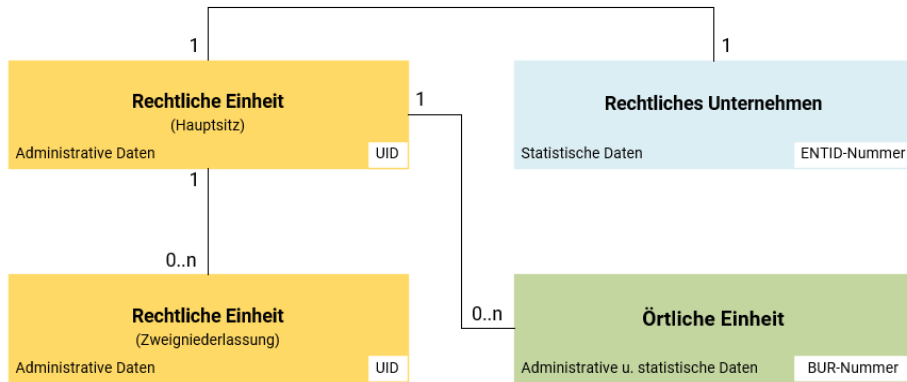 1
1
Rechtliche Einheit
(Hauptsitz)
Administrative Daten
UID
1
Rechtliches Unternehmen
Statistische Daten
ENTID-Nummer
1
0..n
Rechtliche Einheit
(Zweigniederlassung)
Administrative Daten
UID
0..n
Örtliche Einheit
Administrative u. statistische Daten
BUR-Nummer